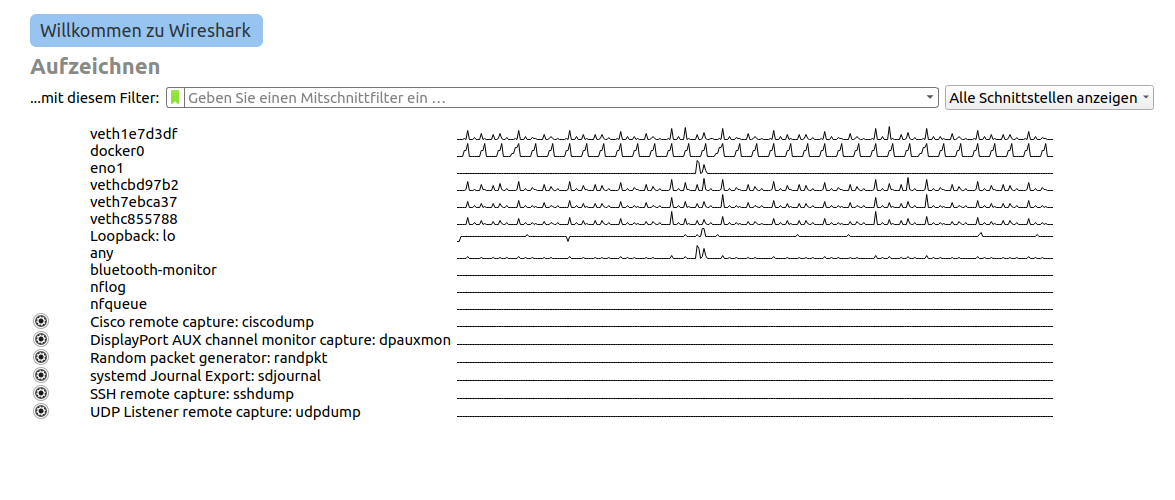 Willkommen zu Wireshark
Aufzeichnen
...mit diesem Filter: Geben Sie einen Mitschnittfilter ein … Alle Schnittstellen anzeigen
veth1e7d3df
docker0
eno1
vethcbd97b2
veth7ebca37
vethc855788
Loopback: lo
any
bluetooth-monitor
nflog
nfqueue
Cisco remote capture: ciscodump
DisplayPort AUX channel monitor capture: dpauxmon
Random packet generator: randpkt
systemd Journal Export: sdjournal
SSH remote capture: sshdump
UDP Listener remote capture: udpdump